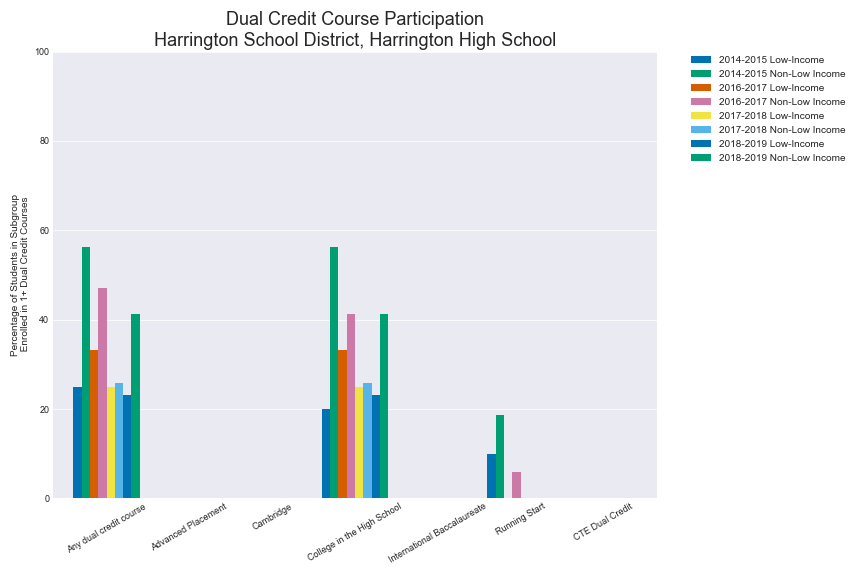 Dual Credit Course Participation
Harrington School District, Harrington High School
Percentage of Students in Subgroup
Enrolled in 1+ Dual Credit Courses
100
80
60
40
20
0
Any dual credit course
Advanced Placement
Cambridge
College in the High School
International Baccalaureate
Running Start
CTE Dual Credit
2014-2015 Low-Income
2014-2015 Non-Low Income
2016-2017 Low-Income
2016-2017 Non-Low Income
2017-2018 Low-Income
2017-2018 Non-Low Income
2018-2019 Low-Income
2018-2019 Non-Low Income